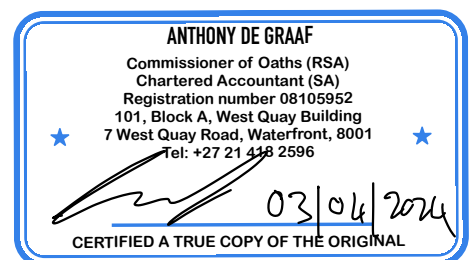 ANTHONY DE GRAAF
Commissioner of Oaths (RSA)
Chartered Accountant (SA)
Registration number 08105952
101, Block A, West Quay Building
7 West Quay Road, Waterfront, 8001
Tel: +27 21 418 2596
03/04/2024
CERTIFIED A TRUE COPY OF THE ORIGINAL